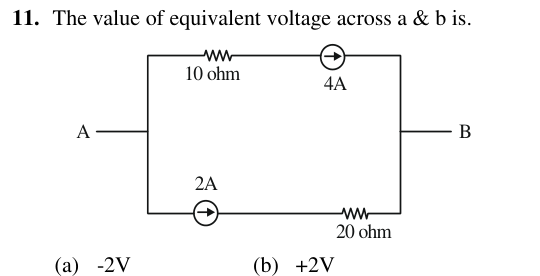 11. The value of equivalent voltage across a & b is.
10 ohm
4A
A
B
2A
20 ohm
(a) -2V (b) +2V